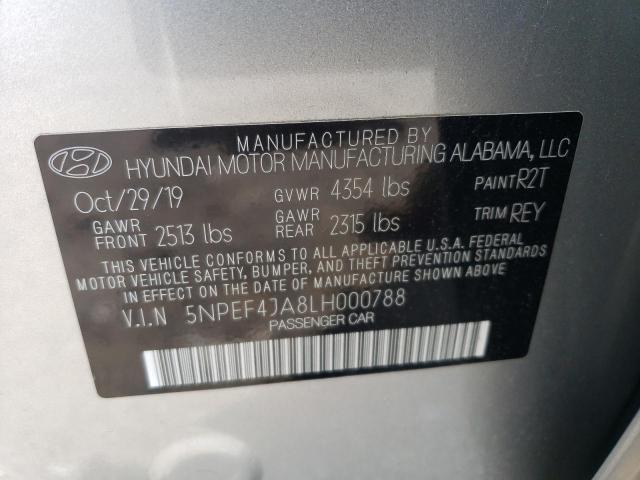 MANUFACTURED BY
HYUNDAI MOTOR MANUFACTURING ALABAMA, LLC
Oct/29/19 GVWR 4354 lbs PAINT R2T
GAWR FRONT 2513 lbs GAWR REAR 2315 lbs TRIM REY
THIS VEHICLE CONFORMS TO ALL APPLICABLE U.S.A. FEDERAL
MOTOR VEHICLE SAFETY, BUMPER, AND THEFT PREVENTION STANDARDS
IN EFFECT ON THE DATE OF MANUFACTURE SHOWN ABOVE.
V.I.N 5NPEF4JA8LH000788
PASSENGER CAR